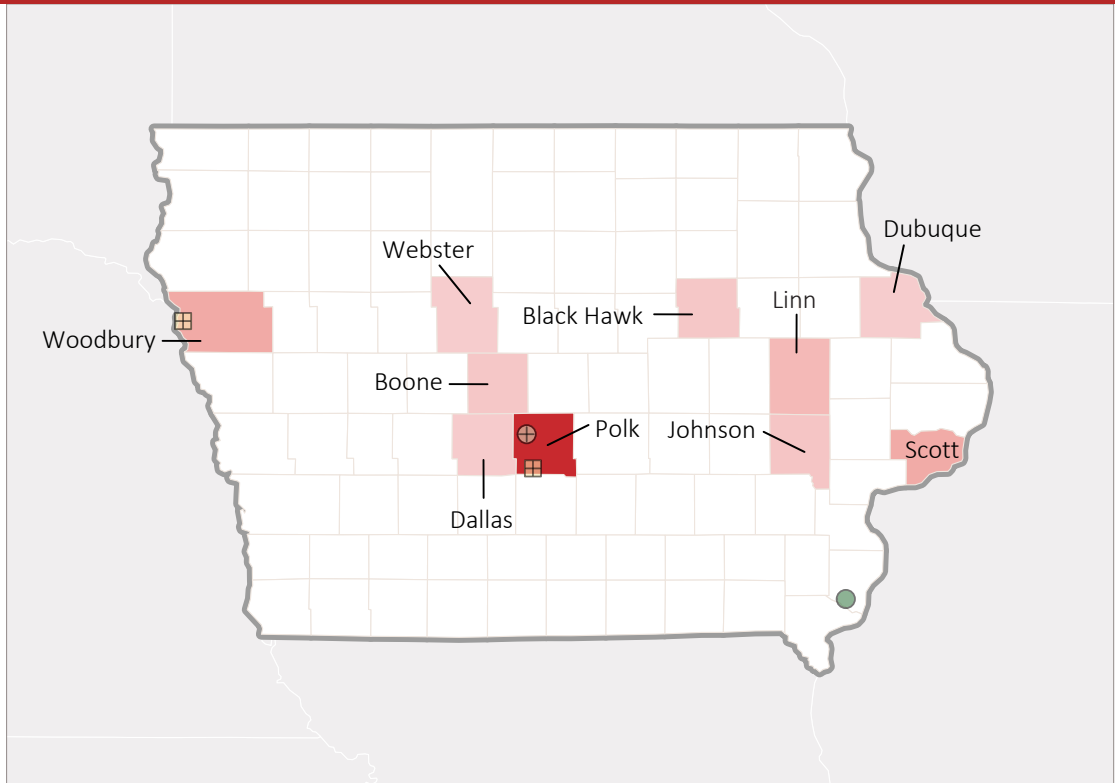 Dubuque
Webster
Linn
Black Hawk
Woodbury
Boone
Polk
Johnson
Scott
Dallas